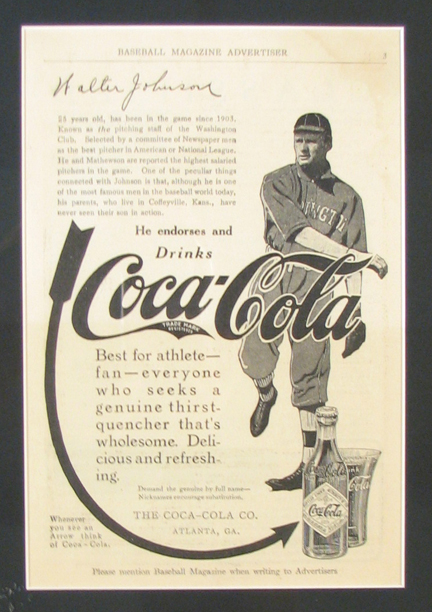 BASEBALL MAGAZINE ADVERTISER
3
Walter Johnson
25 years old, has been in the game since 1903.
Known as the pitching staff of the Washington
Club. Selected by a committee of Newspaper men
as the best pitcher in American or National League.
He and Mathewson are reported the highest salaried
pitchers in the game. One of the peculiar things
connected with Johnson is that, although he is one
of the most famous men in the baseball world today,
his parents, who live in Coffeyville, Kans., have
never seen their son in action.
INGT
He endorses and
Drinks
Coca-Cola
TRADE MARK
REGISTERED
Best for athlete—
fan—everyone
who seeks a
genuine thirst-
quencher that's
wholesome. Deli-
cious and refresh-
ing.
Demand the genuine by full name—
Nicknames encourage substitution.
THE COCA-COLA CO.
ATLANTA, GA.
Coca-Cola
Whenever
you see an
Arrow think
of Coca-Cola.
Please mention Baseball Magazine when writing to Advertisers